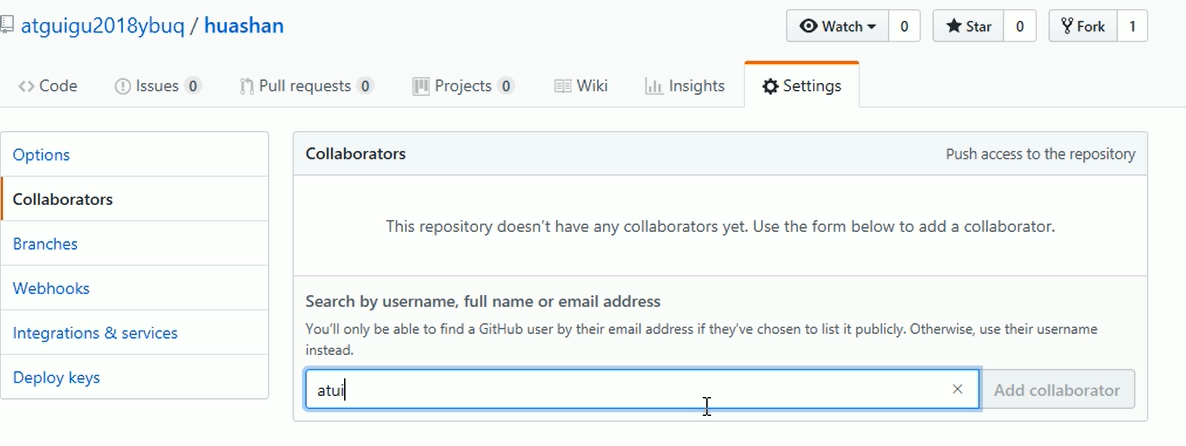 atguigu2018ybuq / huashan
Watch 0 Star 0 Fork 1
Code Issues 0 Pull requests 0 Projects 0 Wiki Insights Settings
Options
Collaborators
Branches
Webhooks
Integrations & services
Deploy keys
Collaborators Push access to the repository
This repository doesn't have any collaborators yet. Use the form below to add a collaborator.
Search by username, full name or email address
You'll only be able to find a GitHub user by their email address if they've chosen to list it publicly. Otherwise, use their username
instead.
atui Add collaborator